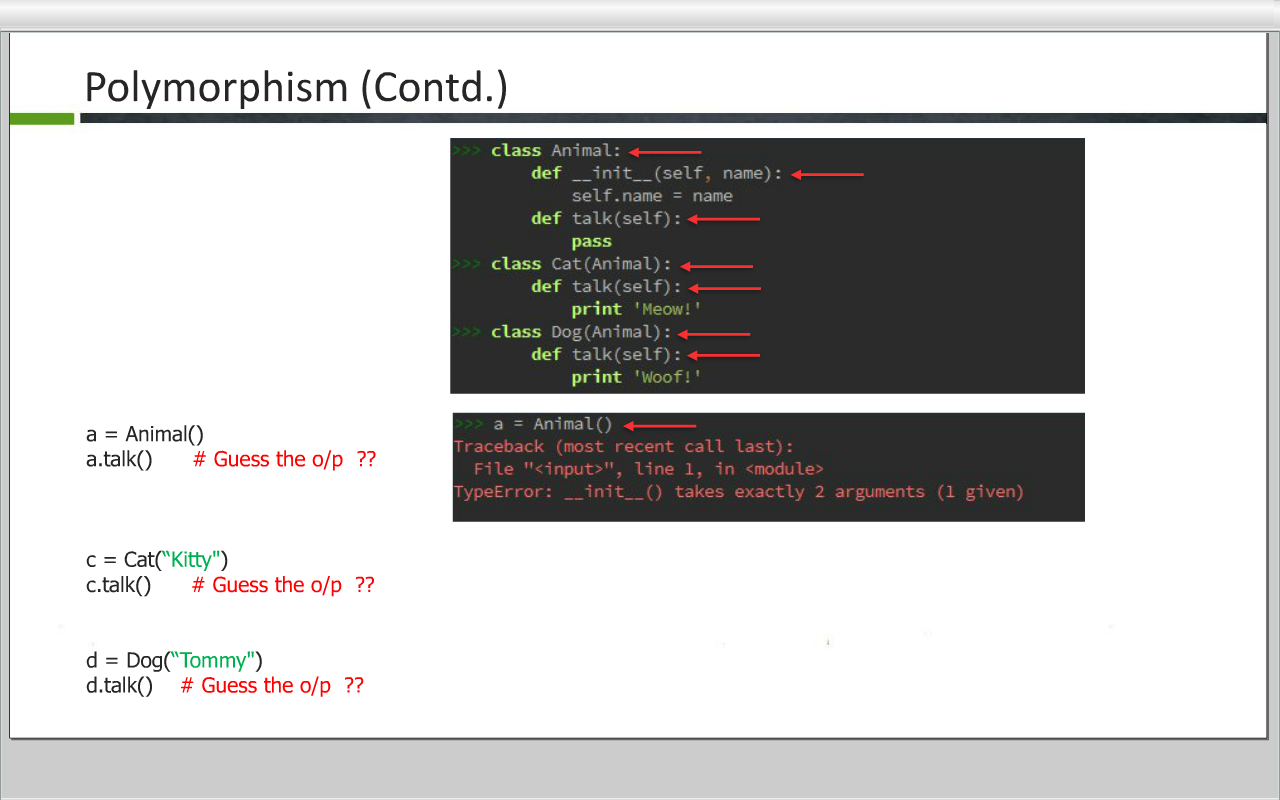 Polymorphism (Contd.)
>>> class Animal:
def __init__(self, name):
self.name = name
def talk(self):
pass
>>> class Cat(Animal):
def talk(self):
print 'Meow!'
>>> class Dog(Animal):
def talk(self):
print 'Woof!'
a = Animal()
a.talk() # Guess the o/p ??
>>> a = Animal()
Traceback (most recent call last):
File "<input>", line 1, in <module>
TypeError: __init__() takes exactly 2 arguments (1 given)
c = Cat(“Kitty")
c.talk() # Guess the o/p ??
d = Dog(“Tommy")
d.talk() # Guess the o/p ??